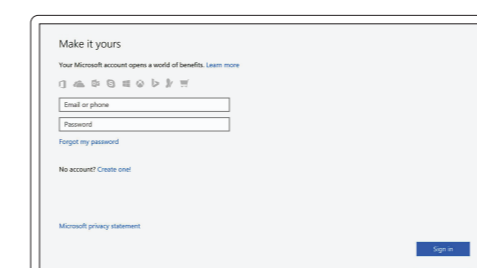 Make it yours
Your Microsoft account opens a world of benefits. Learn more
Email or phone
Password
Forgot my password
No account? Create one!
Microsoft privacy statement
Sign in